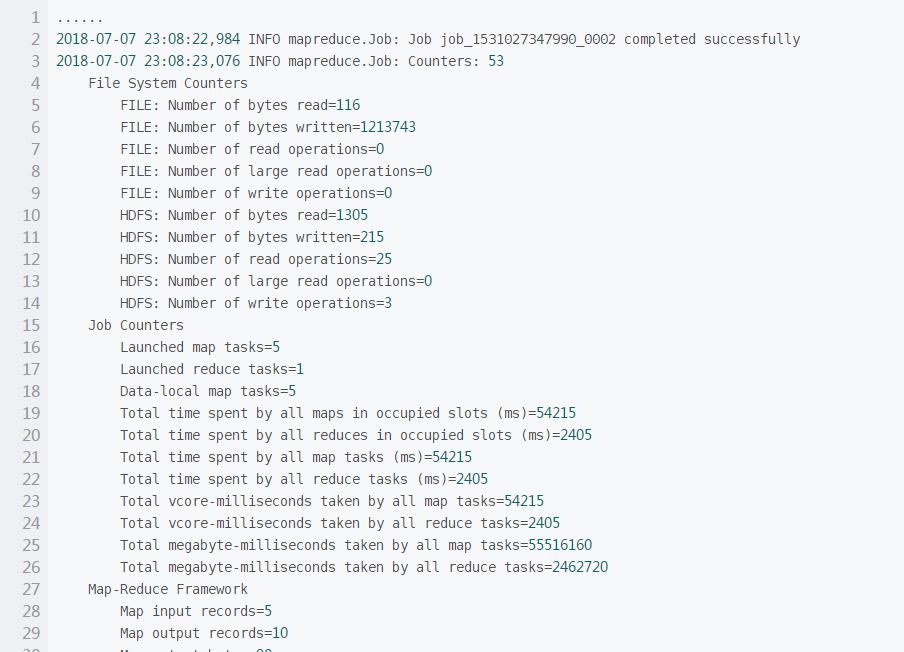 1 ......
2 2018-07-07 23:08:22,984 INFO mapreduce.Job: Job job_1531027347990_0002 completed successfully
3 2018-07-07 23:08:23,076 INFO mapreduce.Job: Counters: 53
4 File System Counters
5 FILE: Number of bytes read=116
6 FILE: Number of bytes written=1213743
7 FILE: Number of read operations=0
8 FILE: Number of large read operations=0
9 FILE: Number of write operations=0
10 HDFS: Number of bytes read=1305
11 HDFS: Number of bytes written=215
12 HDFS: Number of read operations=25
13 HDFS: Number of large read operations=0
14 HDFS: Number of write operations=3
15 Job Counters
16 Launched map tasks=5
17 Launched reduce tasks=1
18 Data-local map tasks=5
19 Total time spent by all maps in occupied slots (ms)=54215
20 Total time spent by all reduces in occupied slots (ms)=2405
21 Total time spent by all map tasks (ms)=54215
22 Total time spent by all reduce tasks (ms)=2405
23 Total vcore-milliseconds taken by all map tasks=54215
24 Total vcore-milliseconds taken by all reduce tasks=2405
25 Total megabyte-milliseconds taken by all map tasks=55516160
26 Total megabyte-milliseconds taken by all reduce tasks=2462720
27 Map-Reduce Framework
28 Map input records=5
29 Map output records=10